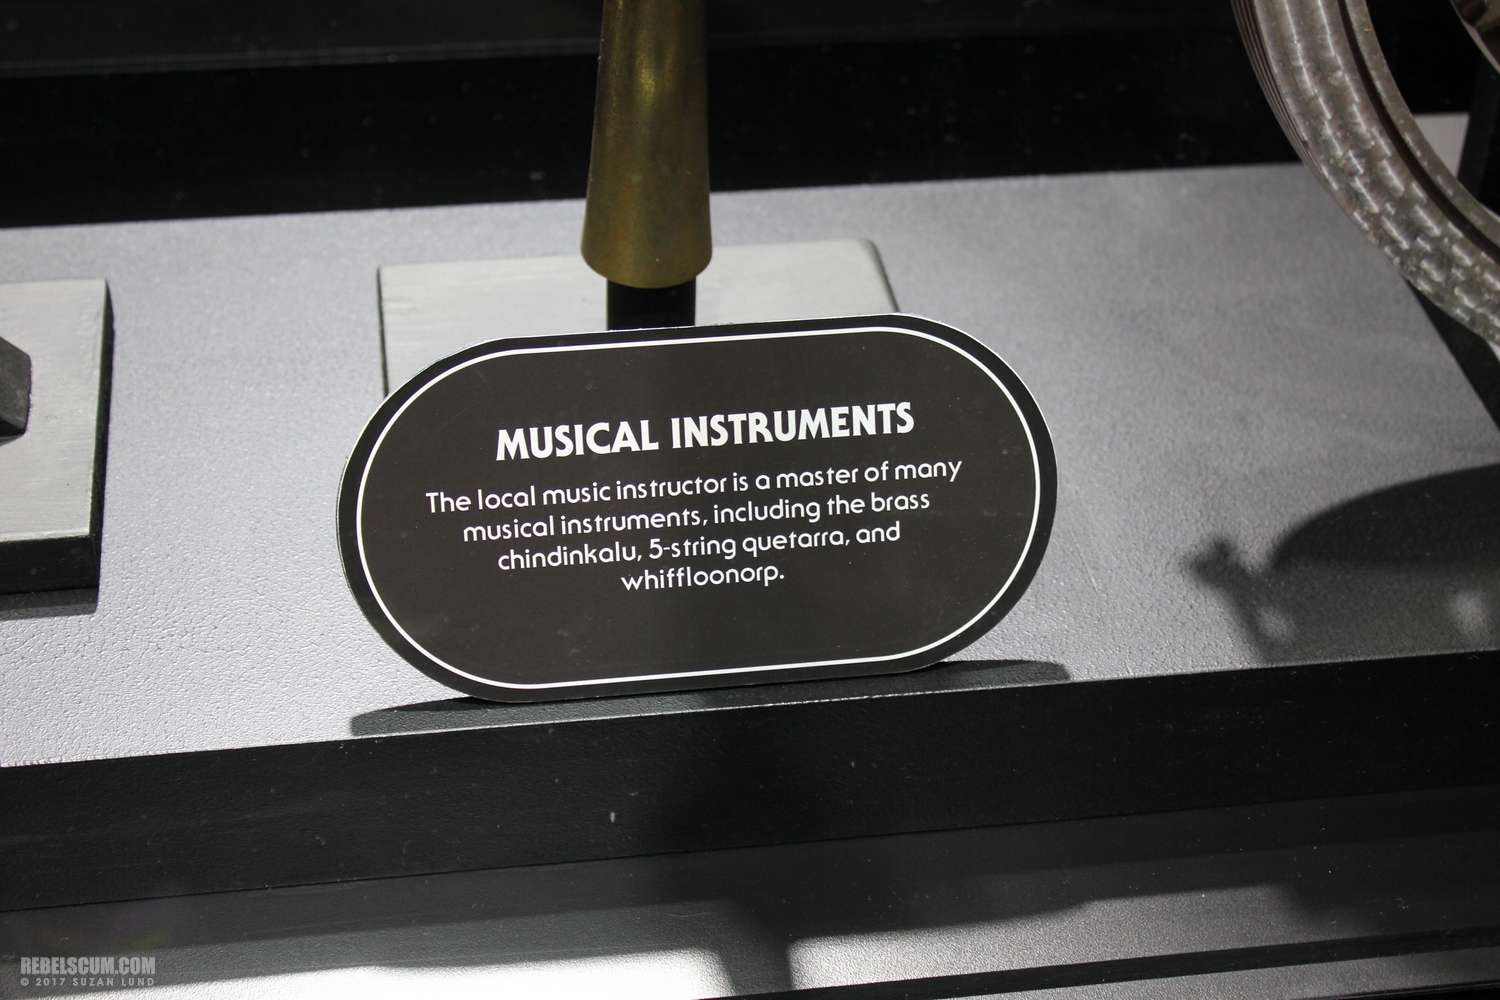 MUSICAL INSTRUMENTS
The local music instructor is a master of many
musical instruments, including the brass
chindinkalu, 5-string quetarra, and
whiffloonorp.
REBELSCUM.COM
© 2017 SUZAN LUND